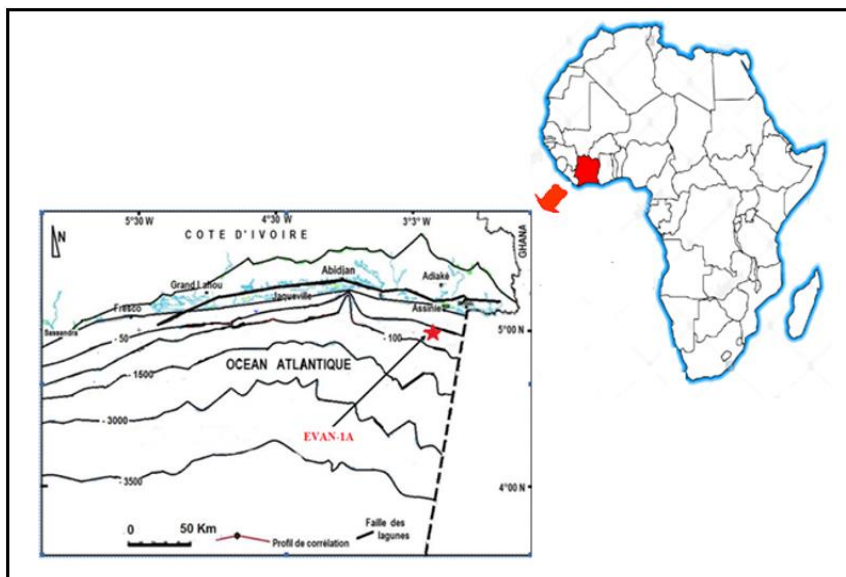 5°30 W
4°30 W
3°3 W
N
COTE D'IVOIRE
GHANA
Abidjan
Adiaké
Grand Lahou
Jaqueville
Fresco
Assinie
Sassandra
5°00 N
- 50
- 100
OCEAN ATLANTIQUE
- 1500
- 3000
EVAN-1A
- 3500
4°00 N
0 50 Km
Profil de corrélation
Faille des
lagunes